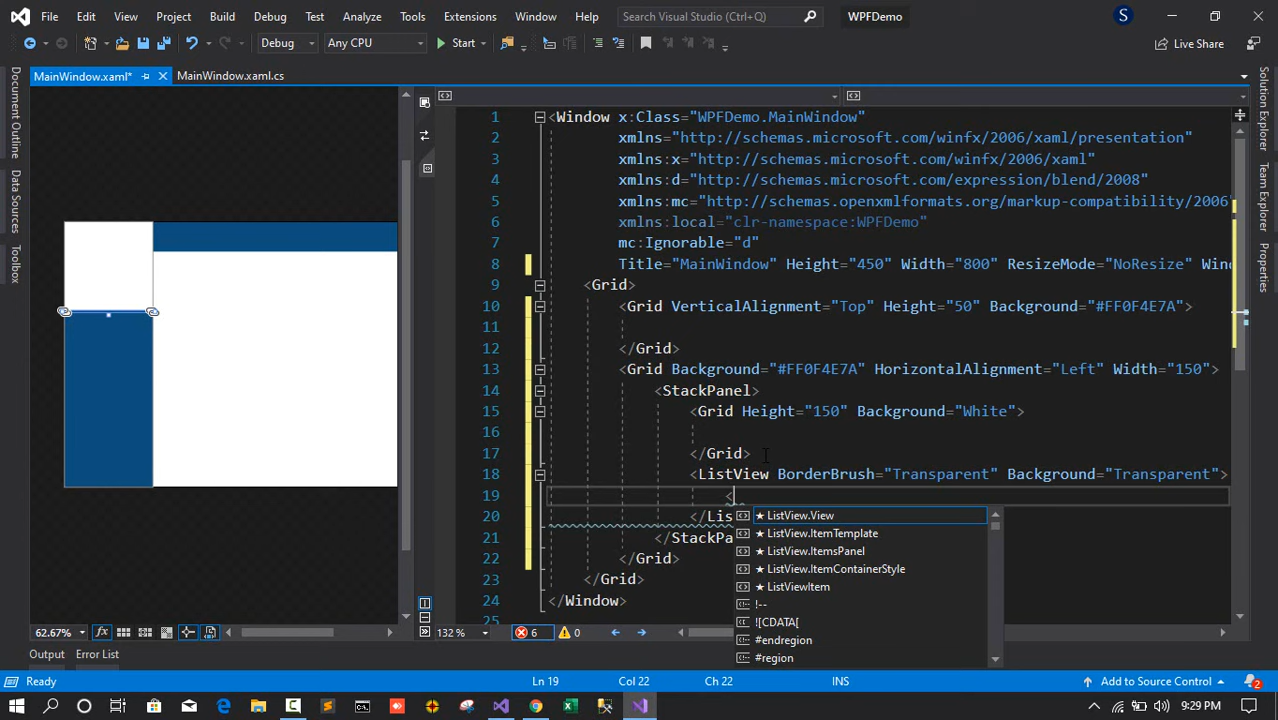 File Edit View Project Build Debug Test Analyze Tools Extensions Window Help Search Visual Studio (Ctrl+Q) WPFDemo S
Debug Any CPU Start Live Share
MainWindow.xaml* MainWindow.xaml.cs
Document Outline
Data Sources
Toolbox
1 <Window x:Class="WPFDemo.MainWindow"
2 xmlns="http://schemas.microsoft.com/winfx/2006/xaml/presentation"
3 xmlns:x="http://schemas.microsoft.com/winfx/2006/xaml"
4 xmlns:d="http://schemas.microsoft.com/expression/blend/2008"
5 xmlns:mc="http://schemas.openxmlformats.org/markup-compatibility/2006"
6 xmlns:local="clr-namespace:WPFDemo"
7 mc:Ignorable="d"
8 Title="MainWindow" Height="450" Width="800" ResizeMode="NoResize" Win
9 <Grid>
10 <Grid VerticalAlignment="Top" Height="50" Background="#FF0F4E7A">
11
12 </Grid>
13 <Grid Background="#FF0F4E7A" HorizontalAlignment="Left" Width="150">
14 <StackPanel>
15 <Grid Height="150" Background="White">
16
17 </Grid>
18 <ListView BorderBrush="Transparent" Background="Transparent">
19 <
20 </Lis
21 </StackPa
22 </Grid>
23 </Grid>
24 </Window>
25
★ ListView.View
★ ListView.ItemTemplate
★ ListView.ItemsPanel
★ ListView.ItemContainerStyle
★ ListViewItem
!--
![CDATA[
#endregion
#region
Solution Explorer
Team Explorer
Properties
62.67% fx 132 % 6 0
Output Error List
Ready Ln 19 Col 22 Ch 22 INS Add to Source Control 2
9:29 PM